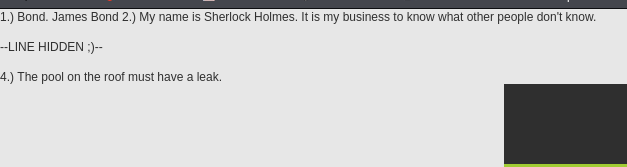 1.) Bond. James Bond 2.) My name is Sherlock Holmes. It is my business to know what other people don't know.
--LINE HIDDEN ;)--
4.) The pool on the roof must have a leak.